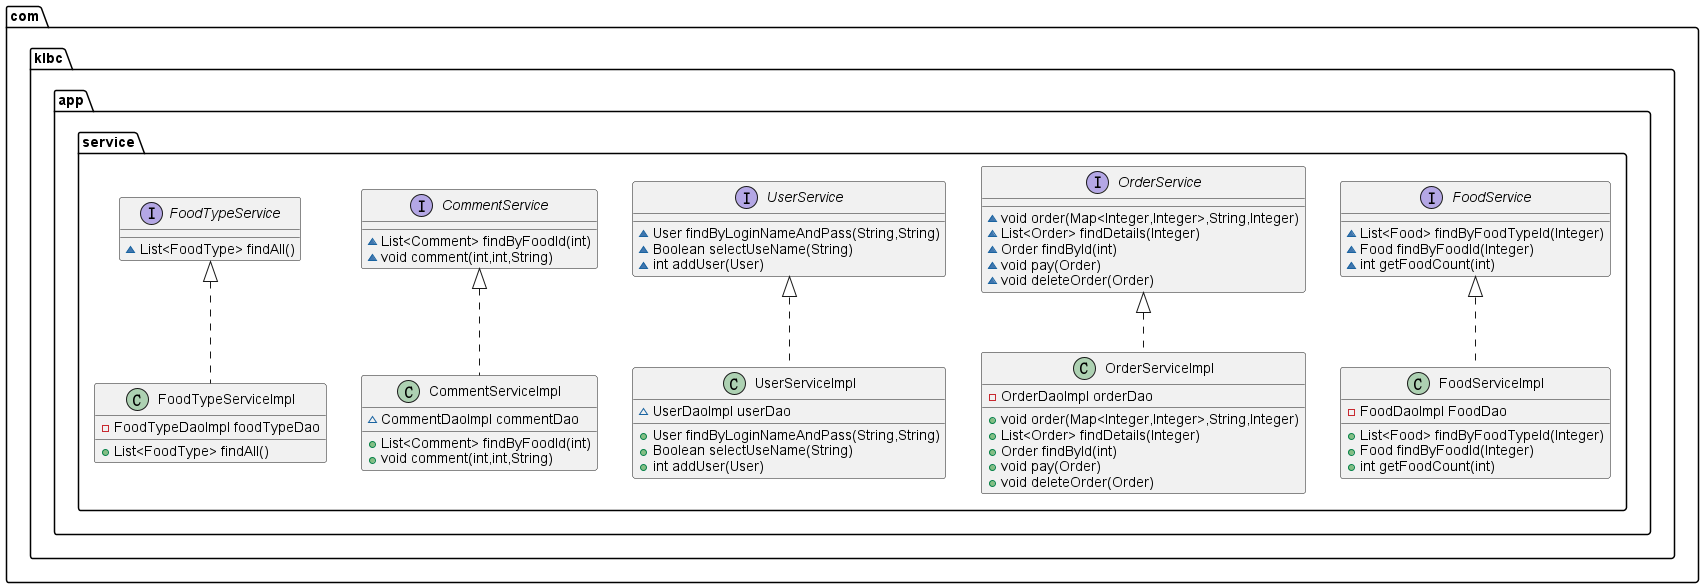 com
klbc
app
service
I FoodTypeService
List<FoodType> findAll()
I CommentService
List<Comment> findByFoodId(int)
void comment(int,int,String)
I UserService
User findByLoginNameAndPass(String,String)
Boolean selectUseName(String)
int addUser(User)
I OrderService
void order(Map<Integer,Integer>,String,Integer)
List<Order> findDetails(Integer)
Order findById(int)
void pay(Order)
void deleteOrder(Order)
I FoodService
List<Food> findByFoodTypeId(Integer)
Food findByFoodId(Integer)
int getFoodCount(int)
C FoodTypeServiceImpl
FoodTypeDaoImpl foodTypeDao
List<FoodType> findAll()
C CommentServiceImpl
CommentDaoImpl commentDao
List<Comment> findByFoodId(int)
void comment(int,int,String)
C UserServiceImpl
UserDaoImpl userDao
User findByLoginNameAndPass(String,String)
Boolean selectUseName(String)
int addUser(User)
C OrderServiceImpl
OrderDaoImpl orderDao
void order(Map<Integer,Integer>,String,Integer)
List<Order> findDetails(Integer)
Order findById(int)
void pay(Order)
void deleteOrder(Order)
C FoodServiceImpl
FoodDaoImpl FoodDao
List<Food> findByFoodTypeId(Integer)
Food findByFoodId(Integer)
int getFoodCount(int)